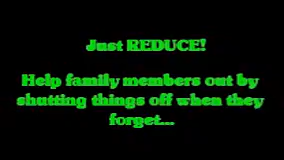 Just REDUCE!
Help family members out by
shutting things off when they
forget...